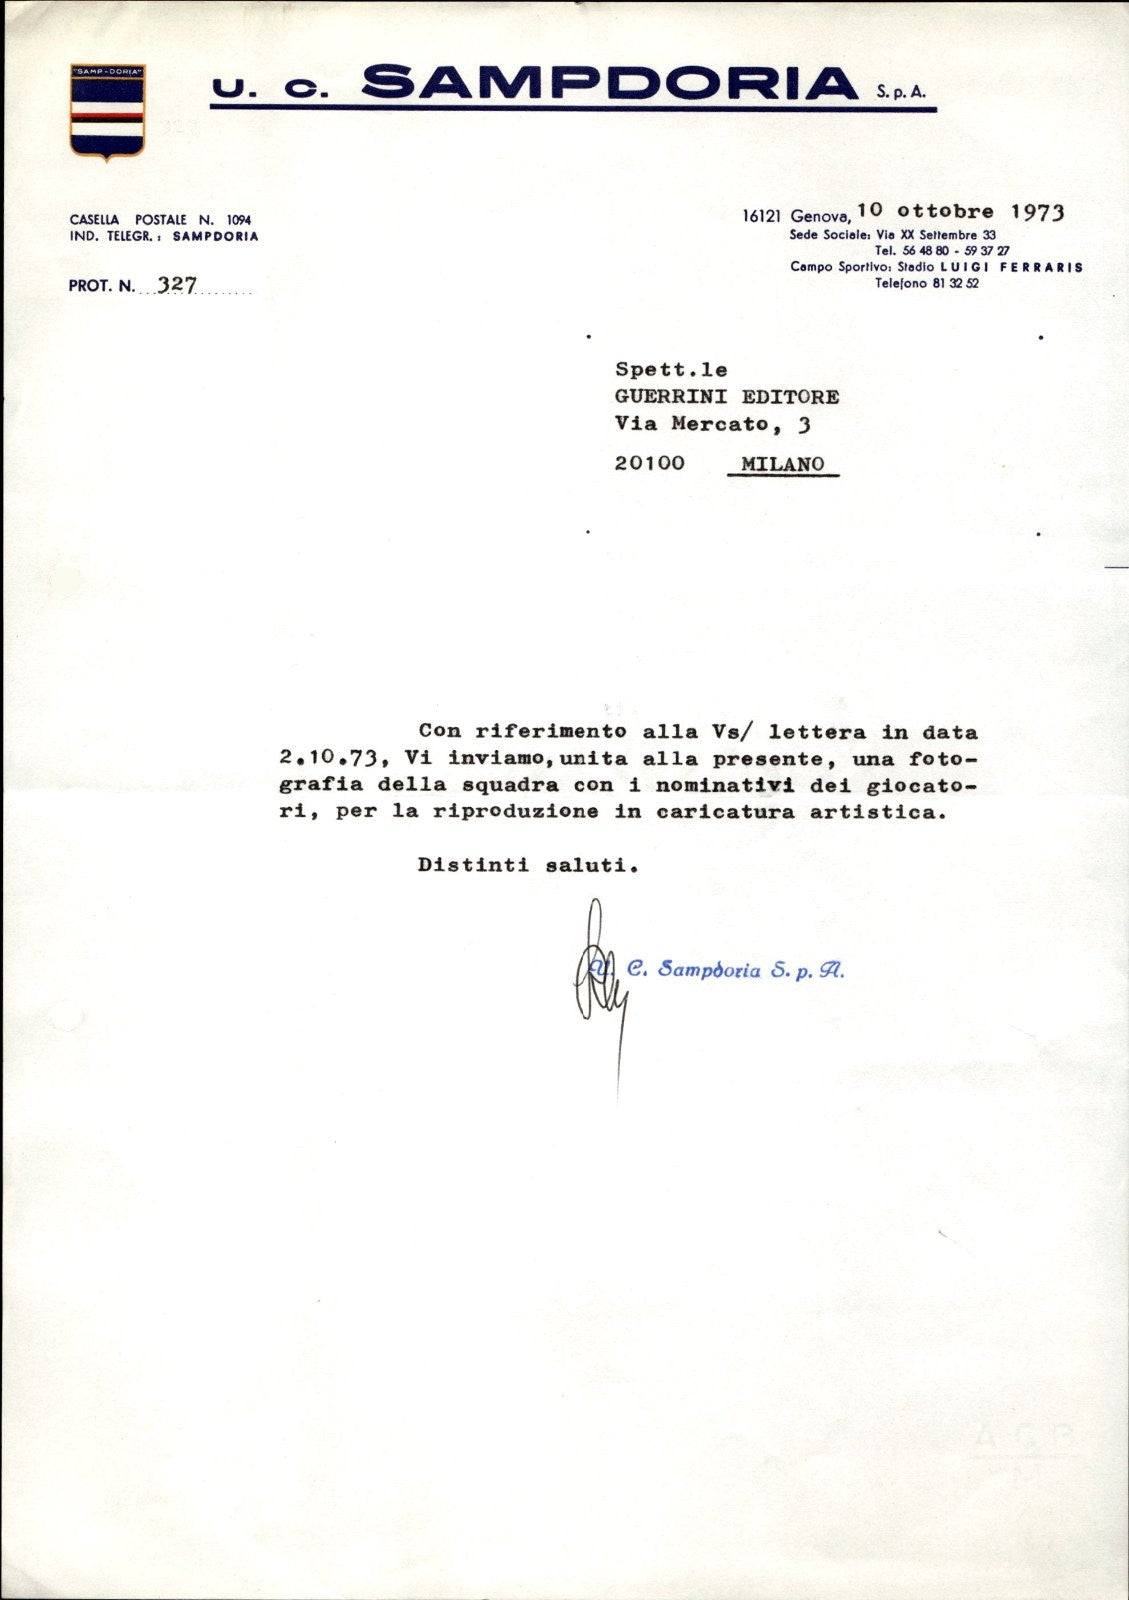 "SAMP-DORIA"
U. C. SAMPDORIA S.p.A.
CASELLA POSTALE N. 1094
IND. TELEGR.: SAMPDORIA
PROT. N. 327
16121 Genova, 10 ottobre 1973
Sede Sociale: Via XX Settembre 33
Tel. 56 48 80 - 59 37 27
Campo Sportivo: Stadio LUIGI FERRARIS
Telefono 81 32 52
Spett.le
GUERRINI EDITORE
Via Mercato, 3
20100 MILANO
Con riferimento alla Vs/ lettera in data
2.10.73, Vi inviamo,unita alla presente, una foto-
grafia della squadra con i nominativi dei giocato-
ri, per la riproduzione in caricatura artistica.
Distinti saluti.
U. C. Sampdoria S. p. A.